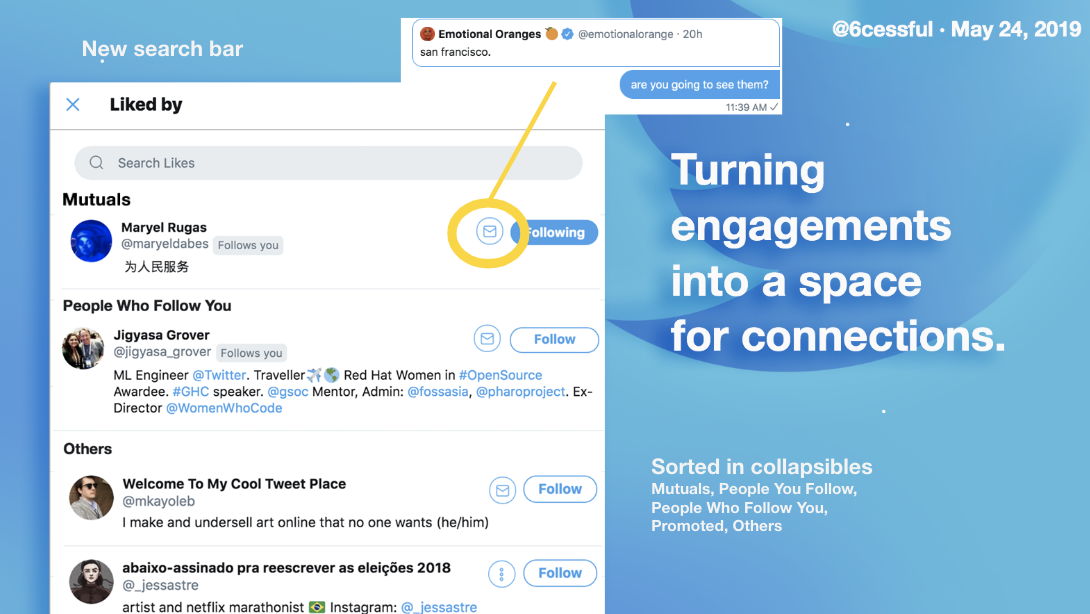 @6cessful · May 24, 2019
New search bar
Emotional Oranges 🍊 @emotionalorange · 20h
san francisco.
are you going to see them?
11:39 AM ✓
Liked by
Search Likes
Mutuals
Maryel Rugas
@maryeldabes Follows you
为人民服务
Following
People Who Follow You
Jigyasa Grover
@jigyasa_grover Follows you
Follow
ML Engineer @Twitter. Traveller✈️🌎 Red Hat Women in #OpenSource
Awardee. #GHC speaker. @gsoc Mentor, Admin: @fossasia, @pharoproject. Ex-
Director @WomenWhoCode
Others
Welcome To My Cool Tweet Place
@mkayoleb
Follow
I make and undersell art online that no one wants (he/him)
abaixo-assinado pra reescrever as eleições 2018
@_jessastre
Follow
artist and netflix marathonist 🇧🇷 Instagram: @_jessastre
Turning
engagements
into a space
for connections.
Sorted in collapsibles
Mutuals, People You Follow,
People Who Follow You,
Promoted, Others